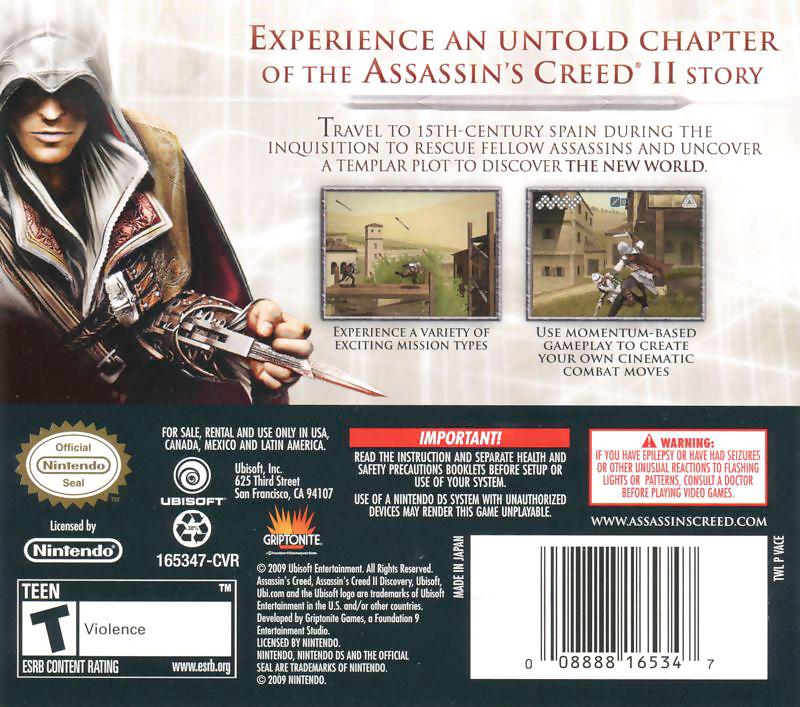 EXPERIENCE AN UNTOLD CHAPTER
OF THE ASSASSIN'S CREED® II STORY
TRAVEL TO 15TH-CENTURY SPAIN DURING THE
INQUISITION TO RESCUE FELLOW ASSASSINS AND UNCOVER
A TEMPLAR PLOT TO DISCOVER THE NEW WORLD.
EXPERIENCE A VARIETY OF
EXCITING MISSION TYPES
USE MOMENTUM-BASED
GAMEPLAY TO CREATE
YOUR OWN CINEMATIC
COMBAT MOVES
Official
Nintendo
Seal
TM
Licensed by
Nintendo®
FOR SALE, RENTAL AND USE ONLY IN USA,
CANADA, MEXICO AND LATIN AMERICA.
UBISOFT
Ubisoft, Inc.
625 Third Street
San Francisco, CA 94107
165347-CVR
GRIPTONITE
IMPORTANT!
READ THE INSTRUCTION AND SEPARATE HEALTH AND
SAFETY PRECAUTIONS BOOKLETS BEFORE SETUP OR
USE OF YOUR SYSTEM.
USE OF A NINTENDO DS SYSTEM WITH UNAUTHORIZED
DEVICES MAY RENDER THIS GAME UNPLAYABLE.
WARNING:
IF YOU HAVE EPILEPSY OR HAVE HAD SEIZURES
OR OTHER UNUSUAL REACTIONS TO FLASHING
LIGHTS OR PATTERNS, CONSULT A DOCTOR
BEFORE PLAYING VIDEO GAMES.
WWW.ASSASSINSCREED.COM
TEEN
TM
T
Violence
ESRB CONTENT RATING
www.esrb.org
© 2009 Ubisoft Entertainment. All Rights Reserved.
Assassin's Creed, Assassin's Creed II Discovery, Ubisoft,
Ubi.com and the Ubisoft logo are trademarks of Ubisoft
Entertainment in the U.S. and/or other countries.
Developed by Griptonite Games, a Foundation 9
Entertainment Studio.
LICENSED BY NINTENDO.
NINTENDO, NINTENDO DS AND THE OFFICIAL
SEAL ARE TRADEMARKS OF NINTENDO.
© 2009 NINTENDO.
MADE IN JAPAN
0 08888 16534 7
TWL P VACE